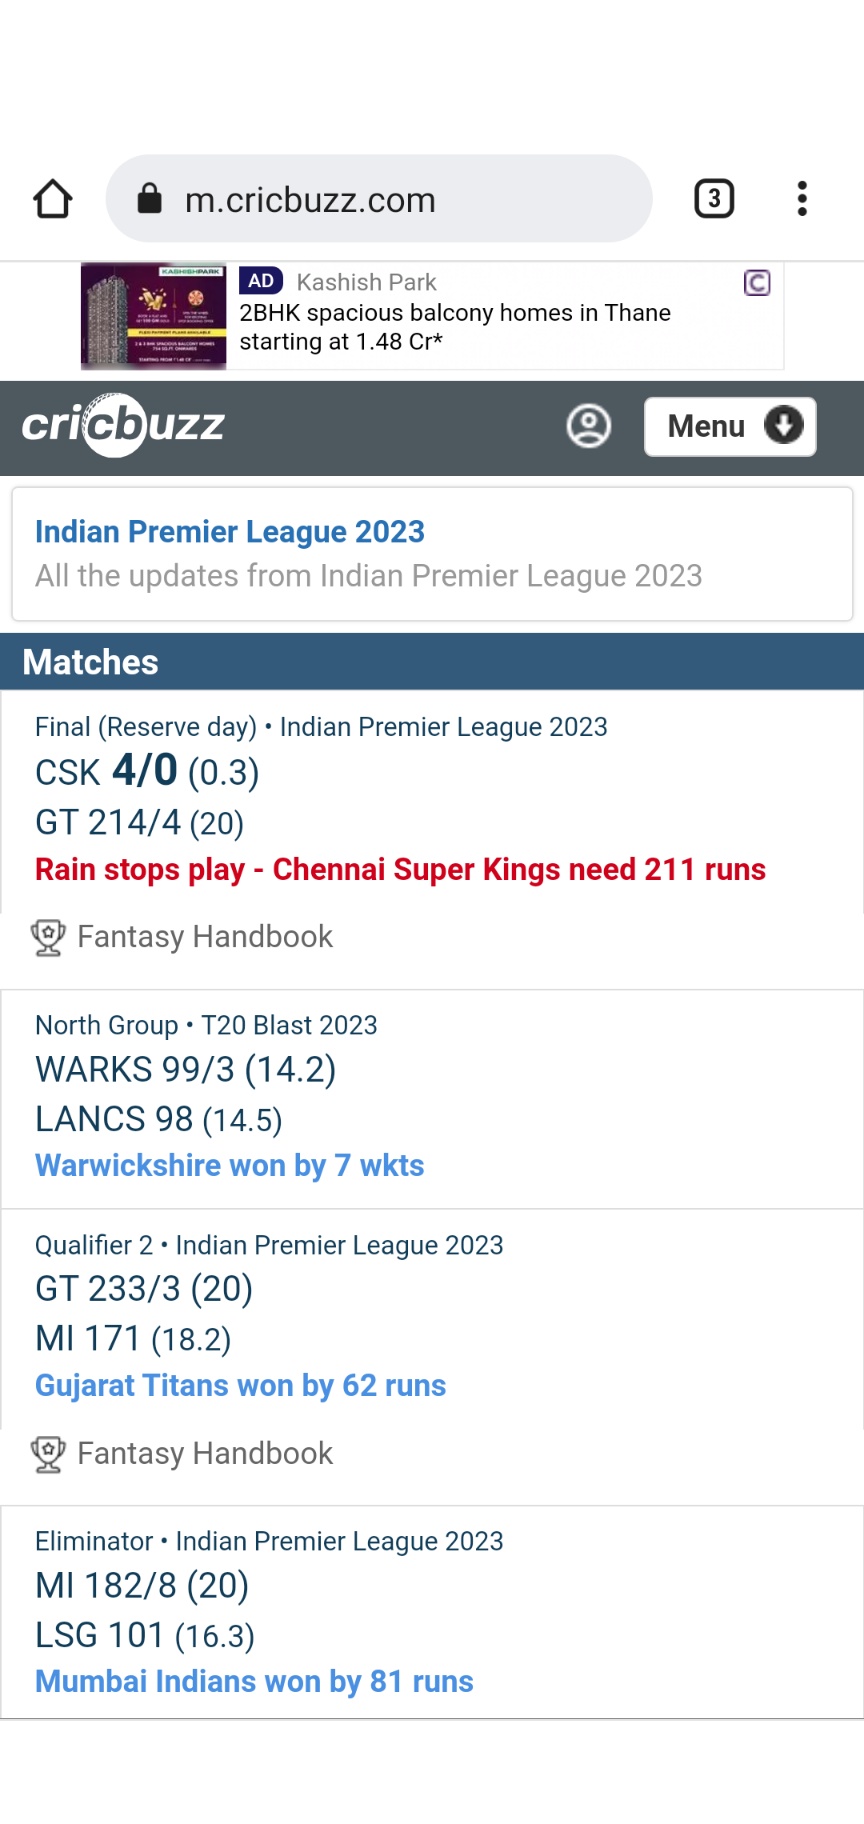 m.cricbuzz.com
3
KASHISHPARK
AD Kashish Park
2BHK spacious balcony homes in Thane
starting at 1.48 Cr*
cricbuzz
Menu
Indian Premier League 2023
All the updates from Indian Premier League 2023
Matches
Final (Reserve day) • Indian Premier League 2023
CSK 4/0 (0.3)
GT 214/4 (20)
Rain stops play - Chennai Super Kings need 211 runs
Fantasy Handbook
North Group • T20 Blast 2023
WARKS 99/3 (14.2)
LANCS 98 (14.5)
Warwickshire won by 7 wkts
Qualifier 2 • Indian Premier League 2023
GT 233/3 (20)
MI 171 (18.2)
Gujarat Titans won by 62 runs
Fantasy Handbook
Eliminator • Indian Premier League 2023
MI 182/8 (20)
LSG 101 (16.3)
Mumbai Indians won by 81 runs